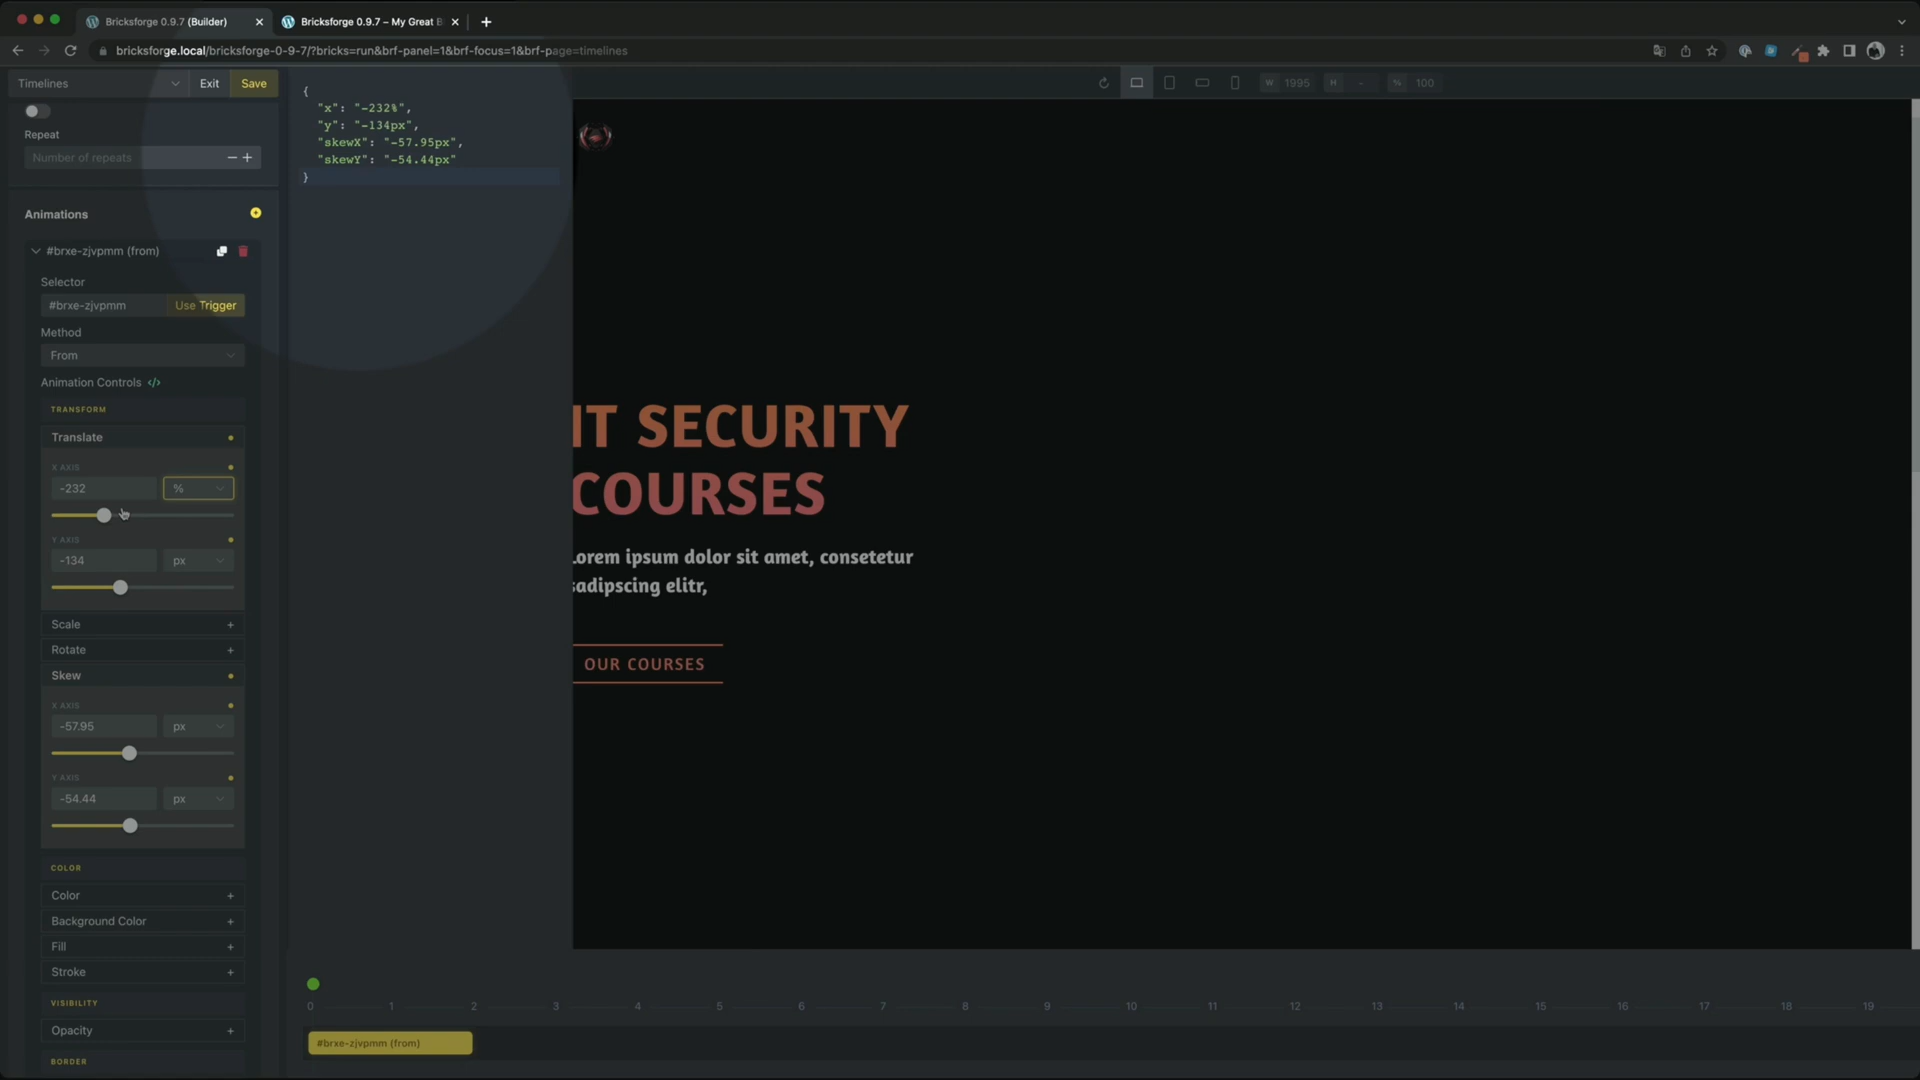 Bricksforge 0.9.7 (Builder)
Bricksforge 0.9.7 – My Great B
bricksforge.local/bricksforge-0-9-7/?bricks=run&brf-panel=1&brf-focus=1&brf-page=timelines
Timelines
Exit
Save
W 1995
H -
% 100
Repeat
Number of repeats
Animations
#brxe-zjvpmm (from)
Selector
#brxe-zjvpmm
Use Trigger
Method
From
Animation Controls </>
TRANSFORM
Translate
X AXIS
-232
%
Y AXIS
-134
px
Scale
Rotate
Skew
X AXIS
-57.95
px
Y AXIS
-54.44
px
COLOR
Color
Background Color
Fill
Stroke
VISIBILITY
Opacity
BORDER
{
"x": "-232%",
"y": "-134px",
"skewX": "-57.95px",
"skewY": "-54.44px"
}
IT SECURITY
COURSES
Lorem ipsum dolor sit amet, consetetur
sadipscing elitr,
OUR COURSES
0 1 2 3 4 5 6 7 8 9 10 11 12 13 14 15 16 17 18 19
#brxe-zjvpmm (from)